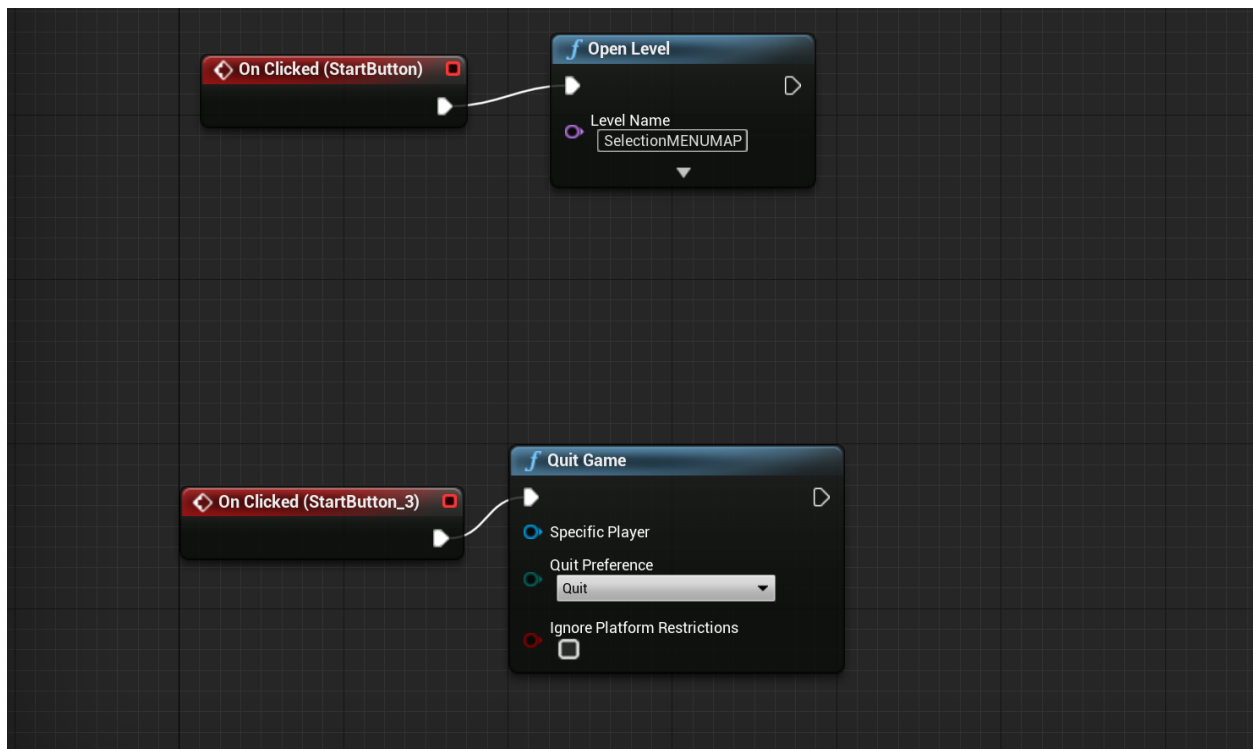 On Clicked (StartButton)
Open Level
Level Name
SelectionMENUMAP
On Clicked (StartButton_3)
Quit Game
Specific Player
Quit Preference
Quit
Ignore Platform Restrictions